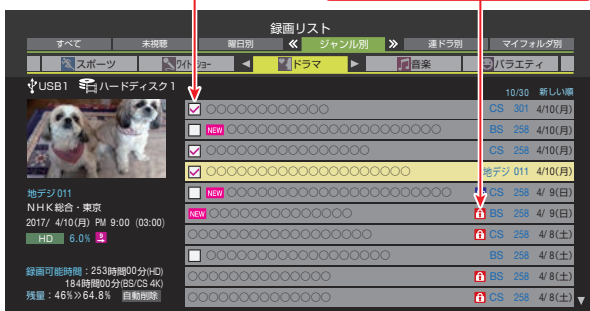 録画リスト
すべて 未視聴 曜日別 ≪ ジャンル別 ≫ 連ドラ別 マイフォルダ別
スポーツ ワイドショー ◀ ドラマ ▶ 音楽 バラエティ
USB1 ハードディスク1
10/30 新しい順
○○○○○○○○○○○○ CS 301 4/10(月)
NEW ○○○○○○○○○○○○○○○○○○○○○○ BS 258 4/10(月)
○○○○○○○○○○○○○○○ CS 258 4/10(月)
○○○○○○○○○○○○○○○○○○○ 地デジ 011 4/10(月)
NEW ○○○○○○○○○○○○○○○○○○○○○○○ CS 258 4/ 9(日)
NEW ○○○○○○○○○○○○○○ BS 258 4/ 9(日)
○○○○○○○○○○○○○○○○○○ CS 258 4/ 8(土)
○○○○○○○○○○○○○○○○○ BS 258 4/ 8(土)
○○○○○○○○○○○○○○ BS 258 4/ 8(土)
○○○○○○○○○○○○○○ CS 258 4/ 8(土) ▼
地デジ 011
NHK総合・東京
2017/ 4/10(月) PM 9:00 (03:00)
HD 6.0%
録画可能時間：253時間00分(HD)
184時間00分(BS/CS 4K)
残量：46%≫64.8% 自動削除